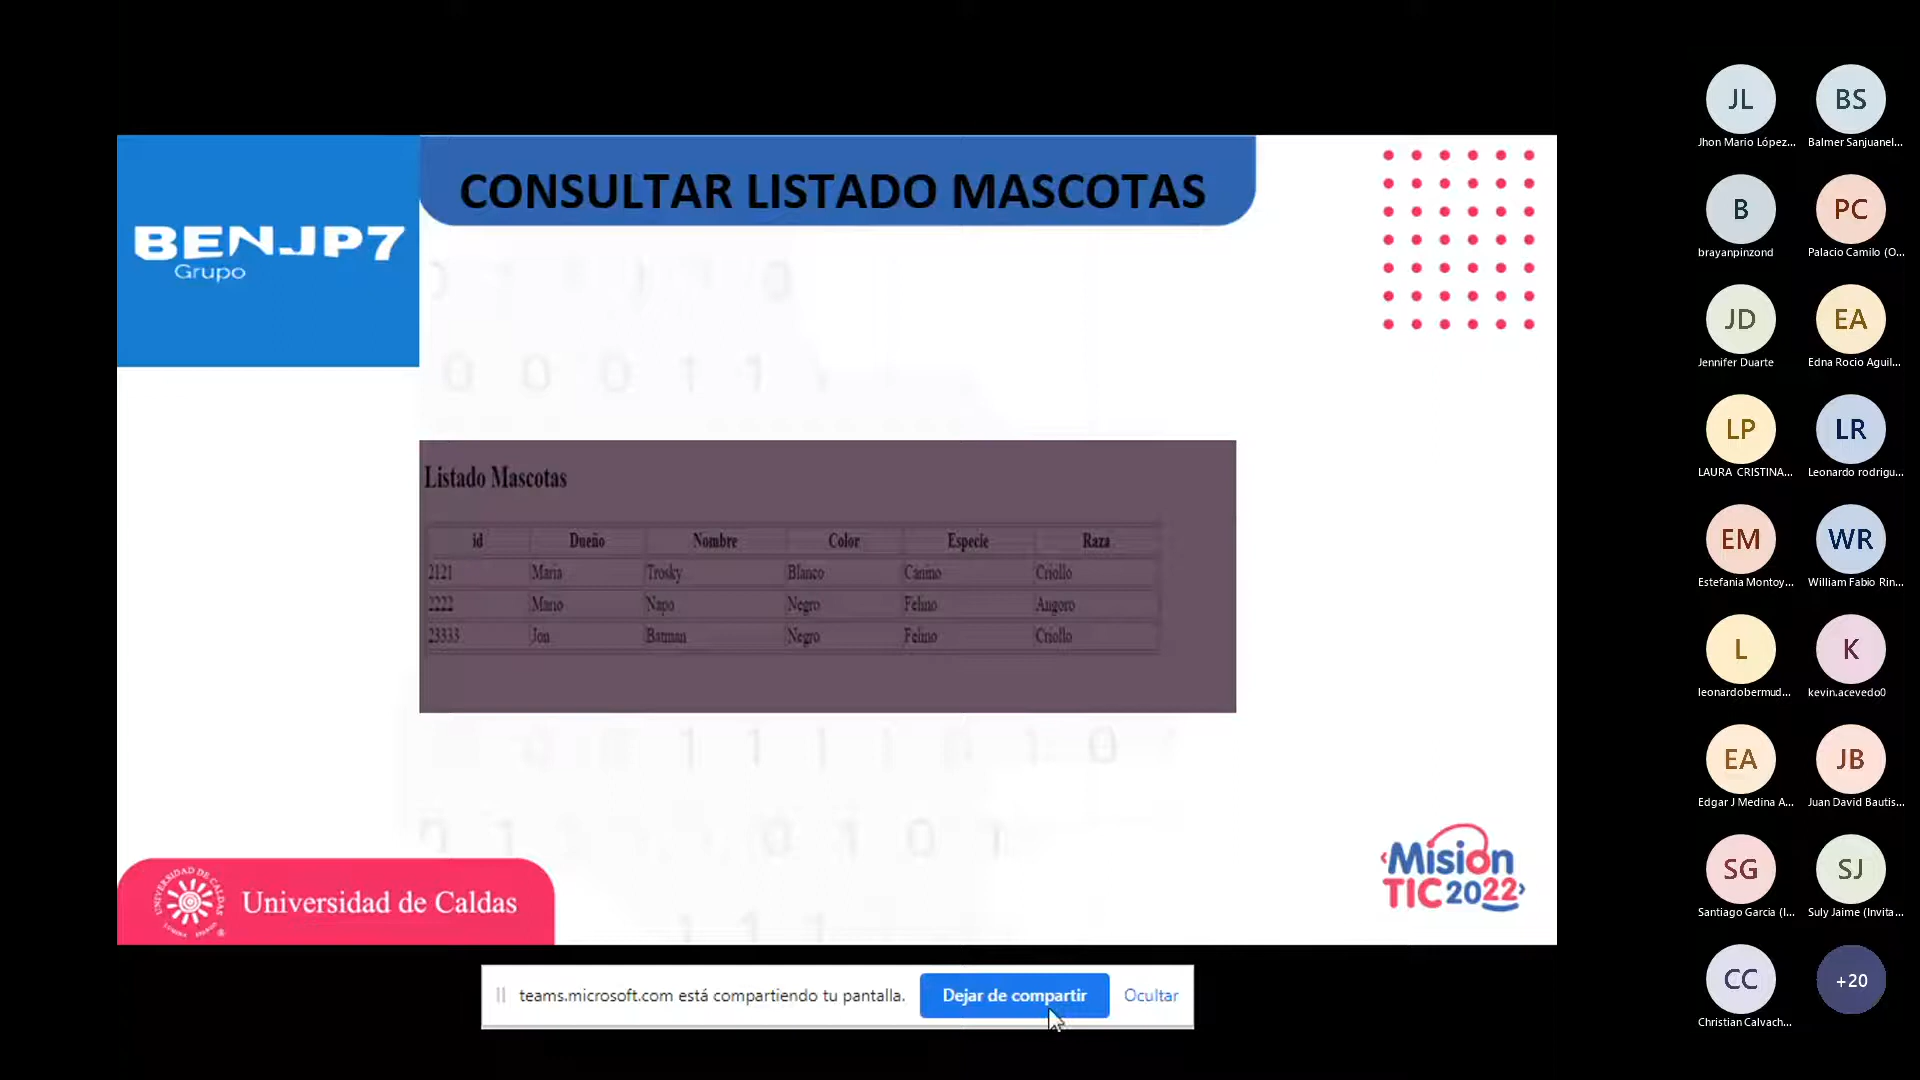 CONSULTAR LISTADO MASCOTAS
BENJP7
Grupo
Listado Mascotas
id Dueño Nombre Color Especie Raza
2121 Maria Trosky Blanco Canino Criollo
2222 Mario Napo Negro Felino Angoro
23333 Jon Batman Negro Felino Criollo
UNIVERSIDAD DE CALDAS
Universidad de Caldas
Misión
TIC 2022
teams.microsoft.com está compartiendo tu pantalla. Dejar de compartir Ocultar
JL BS
Jhon Mario López... Balmer Sanjuanel...
B PC
brayanpinzond Palacio Camilo (O...
JD EA
Jennifer Duarte Edna Rocio Aguil...
LP LR
LAURA CRISTINA... Leonardo rodrigu...
EM WR
Estefania Montoy... William Fabio Rin...
L K
leonardobermud... kevin.acevedo0
EA JB
Edgar J Medina A... Juan David Bautis...
SG SJ
Santiago Garcia (I... Suly Jaime (Invita...
CC +20
Christian Calvach...